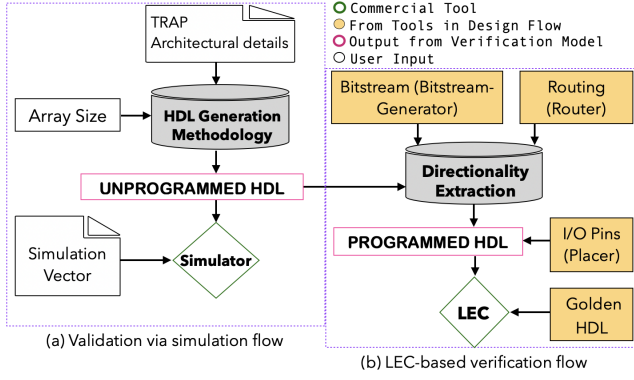 TRAP
Architectural details
Array Size
HDL Generation
Methodology
UNPROGRAMMED HDL
Simulation
Vector
Simulator
(a) Validation via simulation flow
Commercial Tool
From Tools in Design Flow
Output from Verification Model
User Input
Bitstream (Bitstream-
Generator)
Routing
(Router)
Directionality
Extraction
PROGRAMMED HDL
I/O Pins
(Placer)
LEC
Golden
HDL
(b) LEC-based verification flow